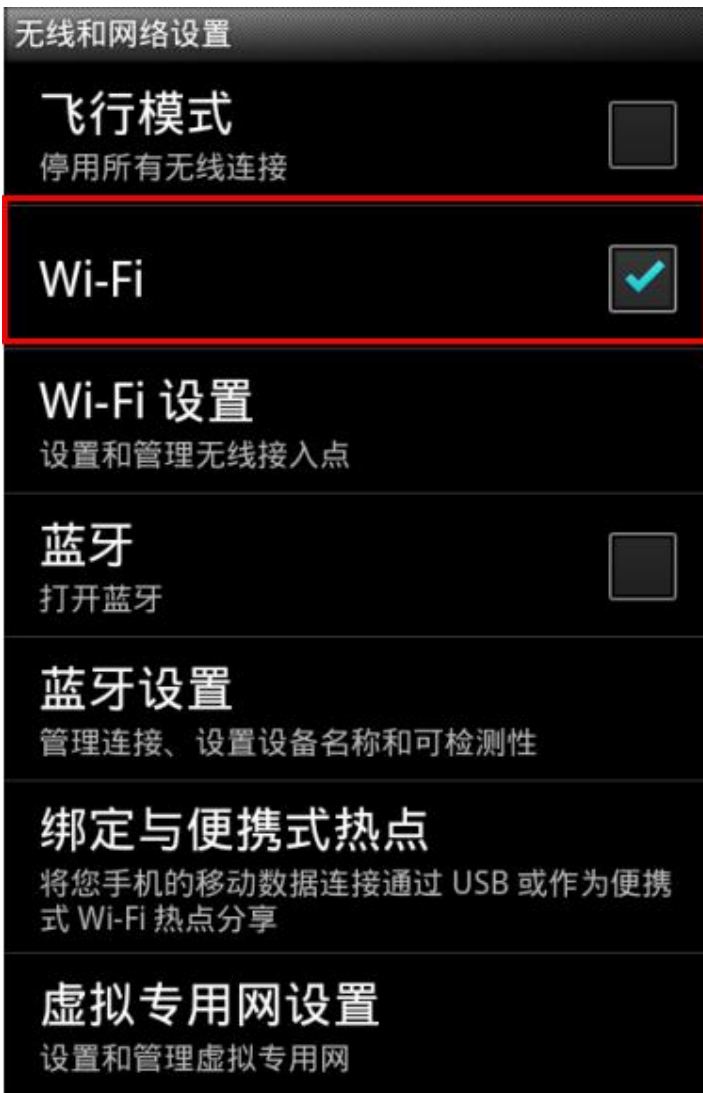 无线和网络设置
飞行模式
停用所有无线连接
Wi-Fi
Wi-Fi 设置
设置和管理无线接入点
蓝牙
打开蓝牙
蓝牙设置
管理连接、设置设备名称和可检测性
绑定与便携式热点
将您手机的移动数据连接通过 USB 或作为便携
式 Wi-Fi 热点分享
虚拟专用网设置
设置和管理虚拟专用网